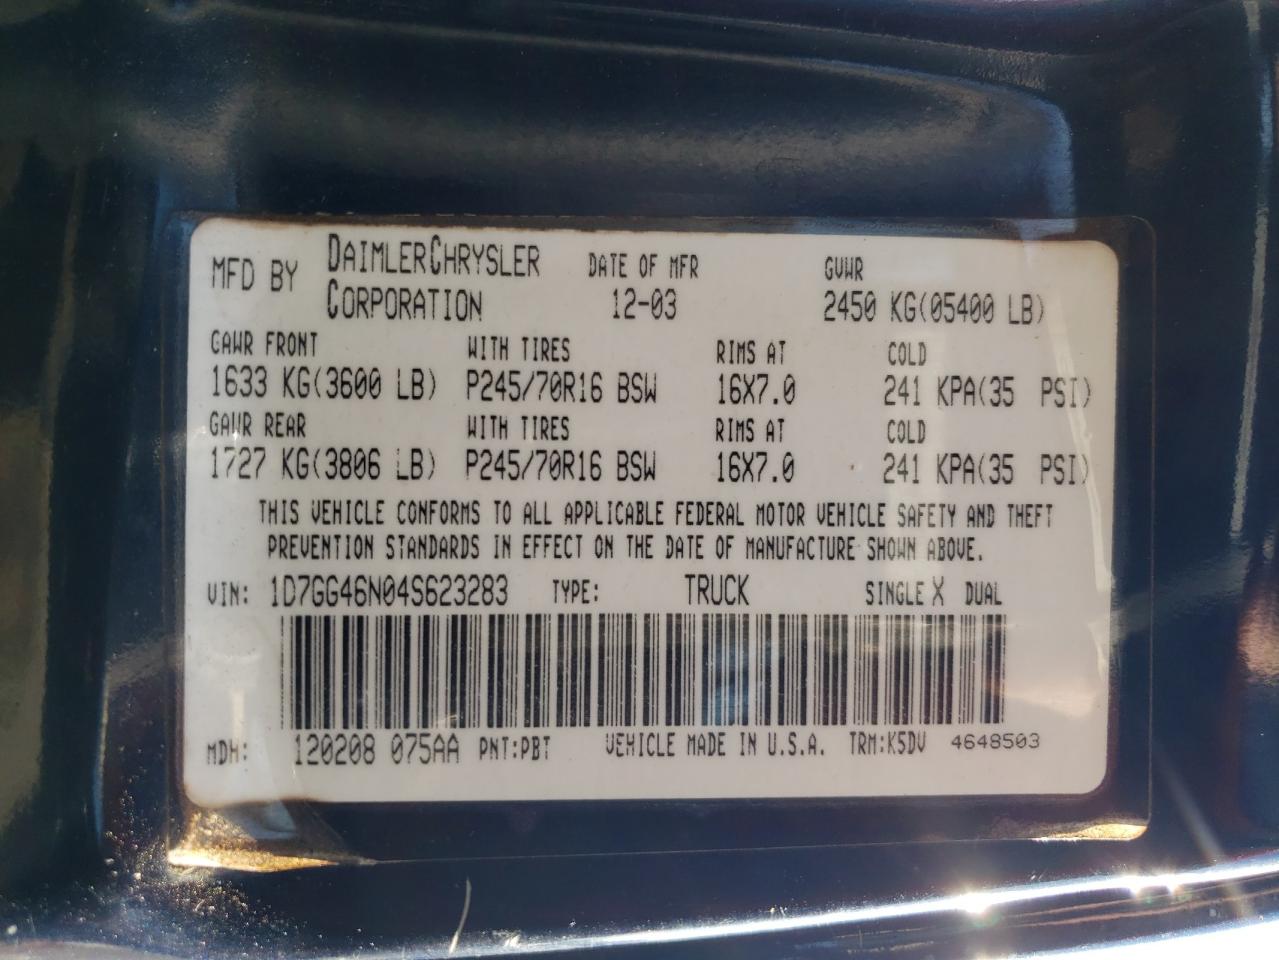 MFD BY DAIMLERCHRYSLER CORPORATION DATE OF MFR 12-03 GVWR 2450 KG(05400 LB)
GAWR FRONT WITH TIRES RIMS AT COLD
1633 KG(3600 LB) P245/70R16 BSW 16X7.0 241 KPA(35 PSI)
GAWR REAR WITH TIRES RIMS AT COLD
1727 KG(3806 LB) P245/70R16 BSW 16X7.0 241 KPA(35 PSI)
THIS VEHICLE CONFORMS TO ALL APPLICABLE FEDERAL MOTOR VEHICLE SAFETY AND THEFT
PREVENTION STANDARDS IN EFFECT ON THE DATE OF MANUFACTURE SHOWN ABOVE.
VIN: 1D7GG46N04S623283 TYPE: TRUCK SINGLE X DUAL
MDH: 120208 075AA PNT:PBT VEHICLE MADE IN U.S.A. TRM:K5DV 4648503